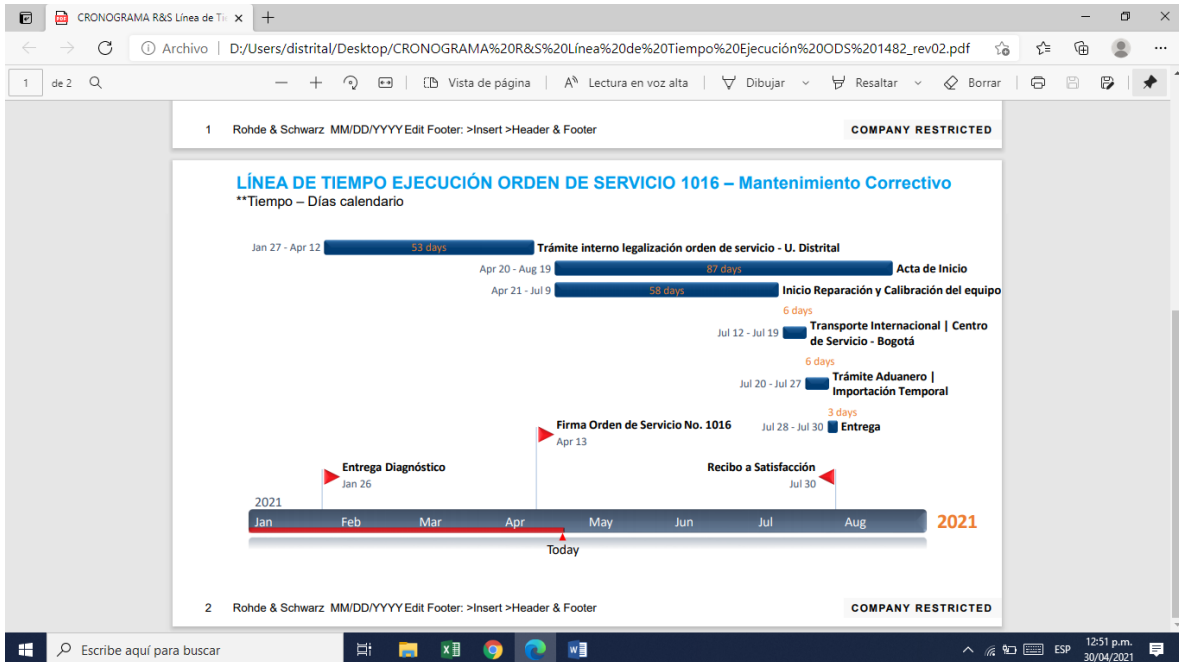 CRONOGRAMA R&S Línea de Ti
Archivo
D:/Users/distrital/Desktop/CRONOGRAMA%20R&S%20Línea%20de%20Tiempo%20Ejecución%20ODS%201482_rev02.pdf
1 de 2
Vista de página
Lectura en voz alta
Dibujar
Resaltar
Borrar
1 Rohde & Schwarz MM/DD/YYYY Edit Footer: >Insert >Header & Footer COMPANY RESTRICTED
LÍNEA DE TIEMPO EJECUCIÓN ORDEN DE SERVICIO 1016 – Mantenimiento Correctivo
**Tiempo – Días calendario
Jan 27 - Apr 12 53 days Trámite interno legalización orden de servicio - U. Distrital
Apr 20 - Aug 19 87 days Acta de Inicio
Apr 21 - Jul 9 58 days Inicio Reparación y Calibración del equipo
6 days
Jul 12 - Jul 19 Transporte Internacional | Centro
de Servicio - Bogotá
6 days
Jul 20 - Jul 27 Trámite Aduanero |
Importación Temporal
3 days
Jul 28 - Jul 30 Entrega
Firma Orden de Servicio No. 1016
Apr 13
Entrega Diagnóstico
Jan 26
Recibo a Satisfacción
Jul 30
2021
Jan Feb Mar Apr May Jun Jul Aug 2021
Today
2 Rohde & Schwarz MM/DD/YYYY Edit Footer: >Insert >Header & Footer COMPANY RESTRICTED
Escribe aquí para buscar
ESP
12:51 p.m.
30/04/2021